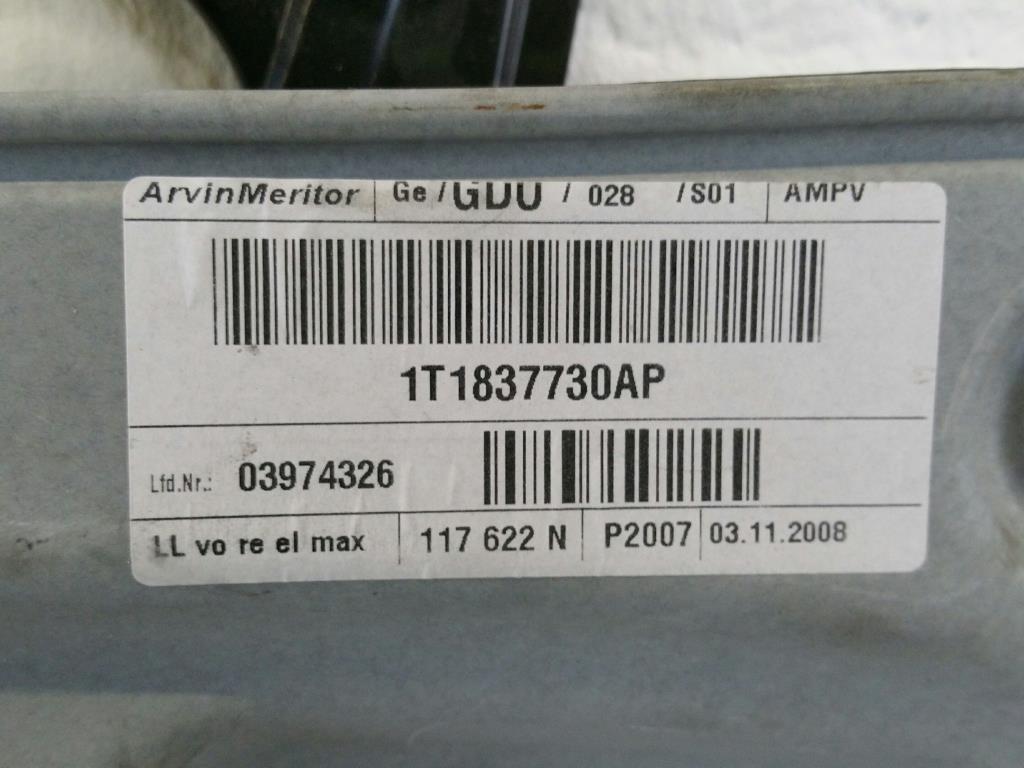 ArvinMeritor Ge / GDU / 028 / S01 AMPV
1T1837730AP
Lfd.Nr.: 03974326
LL vo re el max 117 622 N P2007 03.11.2008